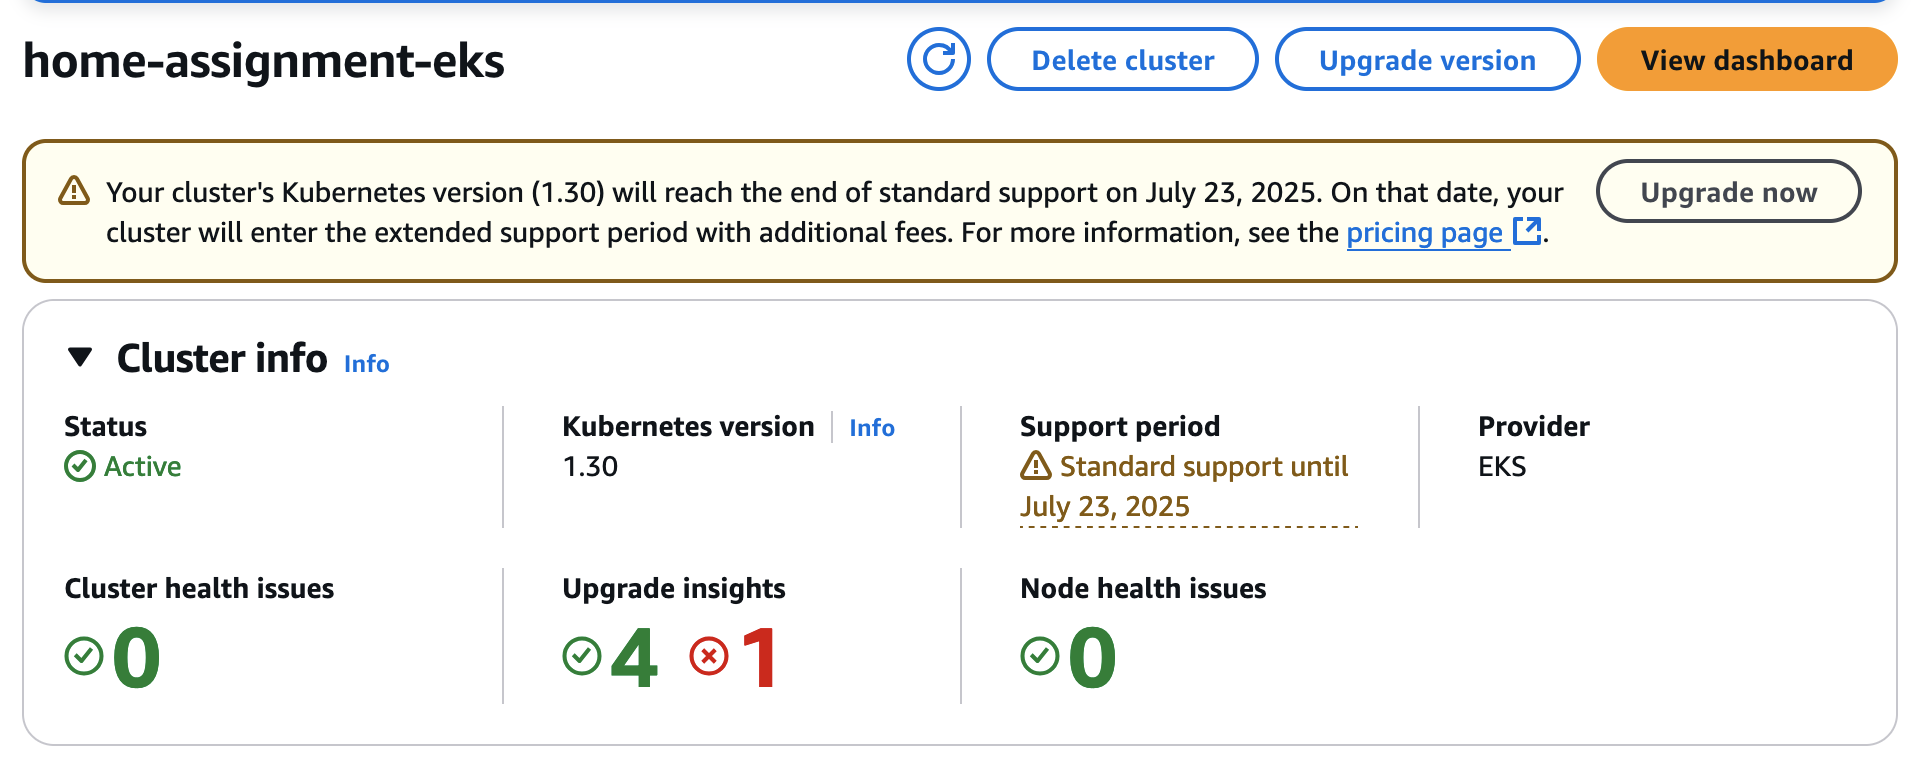 home-assignment-eks
Delete cluster
Upgrade version
View dashboard
Your cluster's Kubernetes version (1.30) will reach the end of standard support on July 23, 2025. On that date, your
cluster will enter the extended support period with additional fees. For more information, see the pricing page.
Upgrade now
Cluster info Info
Status
Active
Kubernetes version Info
1.30
Support period
Standard support until
July 23, 2025
Provider
EKS
Cluster health issues
0
Upgrade insights
4 1
Node health issues
0